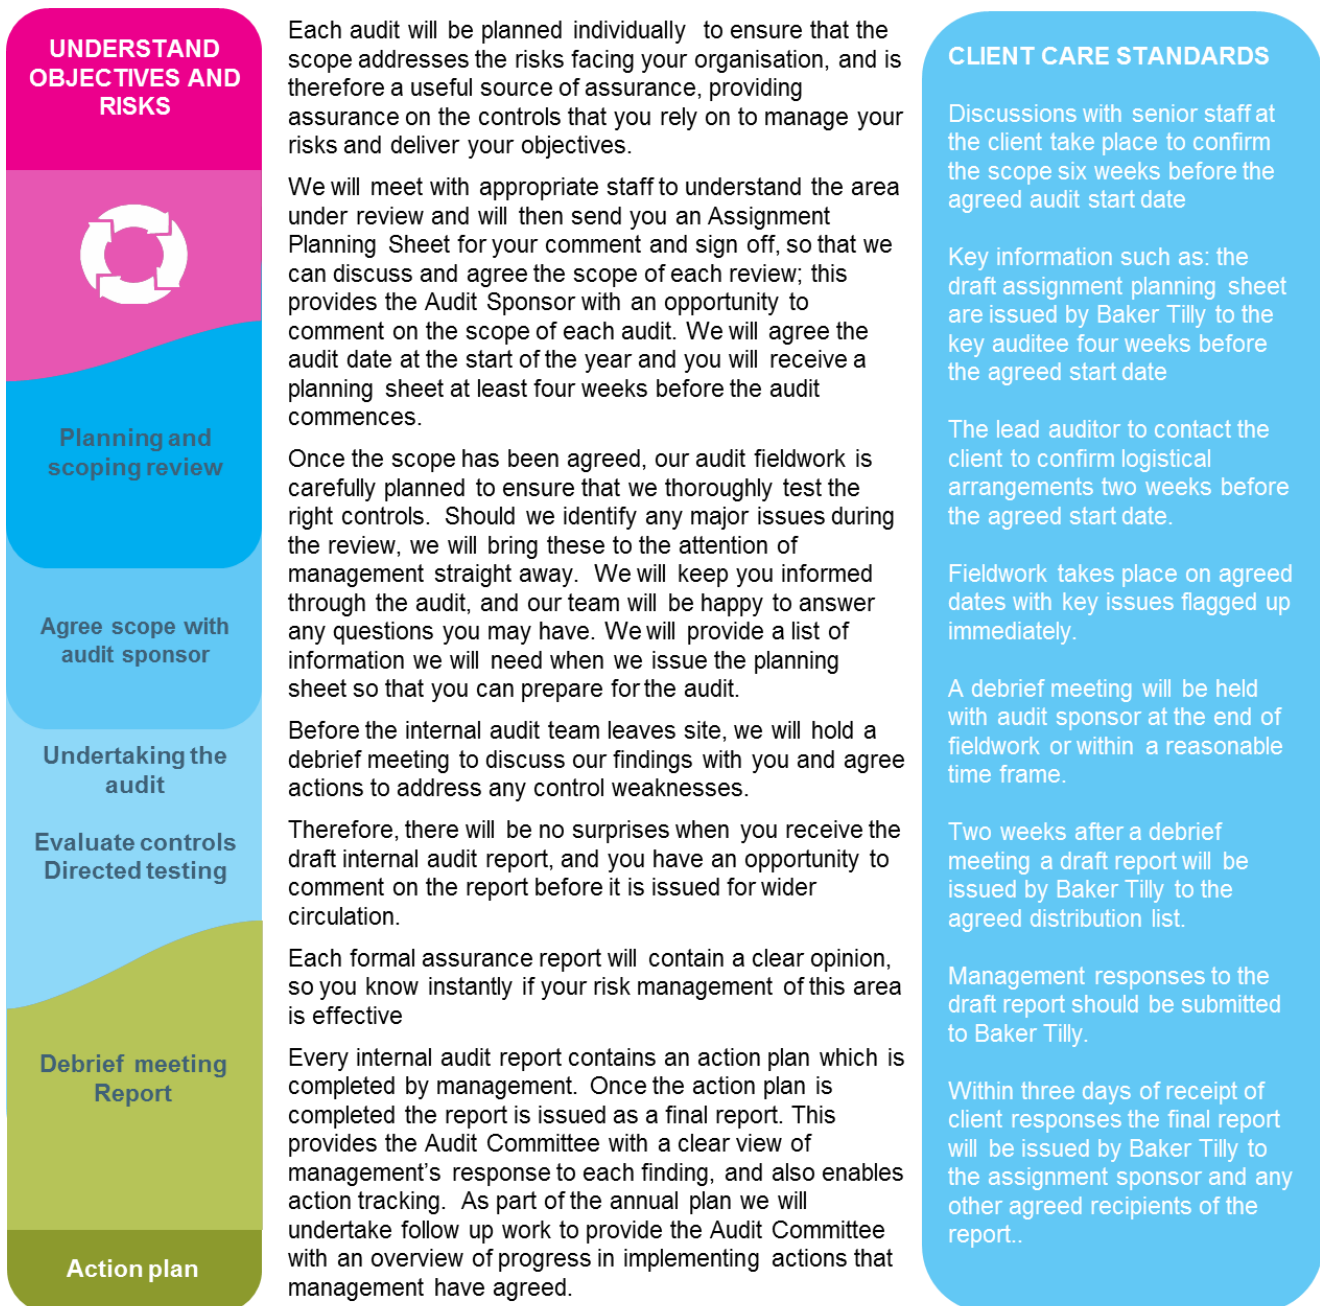 UNDERSTAND
OBJECTIVES AND
RISKS
Planning and
scoping review
Agree scope with
audit sponsor
Undertaking the
audit
Evaluate controls
Directed testing
Debrief meeting
Report
Action plan
Each audit will be planned individually to ensure that the
scope addresses the risks facing your organisation, and is
therefore a useful source of assurance, providing
assurance on the controls that you rely on to manage your
risks and deliver your objectives.
We will meet with appropriate staff to understand the area
under review and will then send you an Assignment
Planning Sheet for your comment and sign off, so that we
can discuss and agree the scope of each review; this
provides the Audit Sponsor with an opportunity to
comment on the scope of each audit. We will agree the
audit date at the start of the year and you will receive a
planning sheet at least four weeks before the audit
commences.
Once the scope has been agreed, our audit fieldwork is
carefully planned to ensure that we thoroughly test the
right controls. Should we identify any major issues during
the review, we will bring these to the attention of
management straight away. We will keep you informed
through the audit, and our team will be happy to answer
any questions you may have. We will provide a list of
information we will need when we issue the planning
sheet so that you can prepare for the audit.
Before the internal audit team leaves site, we will hold a
debrief meeting to discuss our findings with you and agree
actions to address any control weaknesses.
Therefore, there will be no surprises when you receive the
draft internal audit report, and you have an opportunity to
comment on the report before it is issued for wider
circulation.
Each formal assurance report will contain a clear opinion,
so you know instantly if your risk management of this area
is effective
Every internal audit report contains an action plan which is
completed by management. Once the action plan is
completed the report is issued as a final report. This
provides the Audit Committee with a clear view of
management's response to each finding, and also enables
action tracking. As part of the annual plan we will
undertake follow up work to provide the Audit Committee
with an overview of progress in implementing actions that
management have agreed.
CLIENT CARE STANDARDS
Discussions with senior staff at
the client take place to confirm
the scope six weeks before the
agreed audit start date
Key information such as: the
draft assignment planning sheet
are issued by Baker Tilly to the
key auditee four weeks before
the agreed start date
The lead auditor to contact the
client to confirm logistical
arrangements two weeks before
the agreed start date.
Fieldwork takes place on agreed
dates with key issues flagged up
immediately.
A debrief meeting will be held
with audit sponsor at the end of
fieldwork or within a reasonable
time frame.
Two weeks after a debrief
meeting a draft report will be
issued by Baker Tilly to the
agreed distribution list.
Management responses to the
draft report should be submitted
to Baker Tilly.
Within three days of receipt of
client responses the final report
will be issued by Baker Tilly to
the assignment sponsor and any
other agreed recipients of the
report..